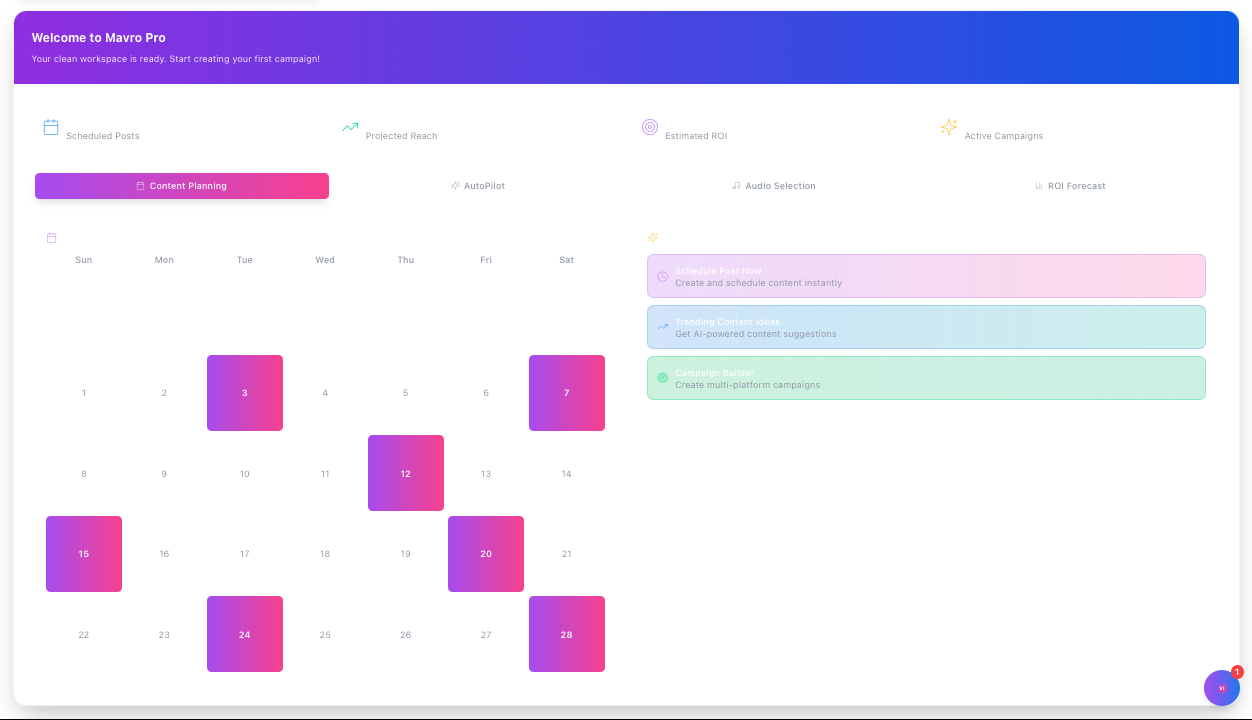 Welcome to Mavro Pro
Your clean workspace is ready. Start creating your first campaign!
Scheduled Posts
Projected Reach
Estimated ROI
Active Campaigns
Content Planning
AutoPilot
Audio Selection
ROI Forecast
Sun Mon Tue Wed Thu Fri Sat
1 2 3 4 5 6 7
8 9 10 11 12 13 14
15 16 17 18 19 20 21
22 23 24 25 26 27 28
Schedule Post Now
Create and schedule content instantly
Trending Content Ideas
Get AI-powered content suggestions
Campaign Builder
Create multi-platform campaigns
1